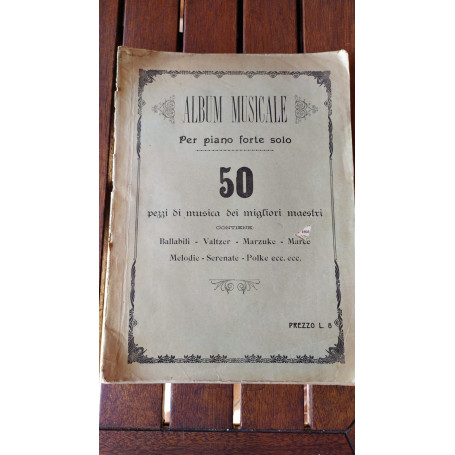 ALBUM MUSICALE
Per piano forte solo
50
pezzi di musica dei migliori maestri
CONTIENE:
Ballabili - Valtzer - Marzuke - Marce
Melodie - Serenate - Polke ecc. ecc.
PREZZO L. 8